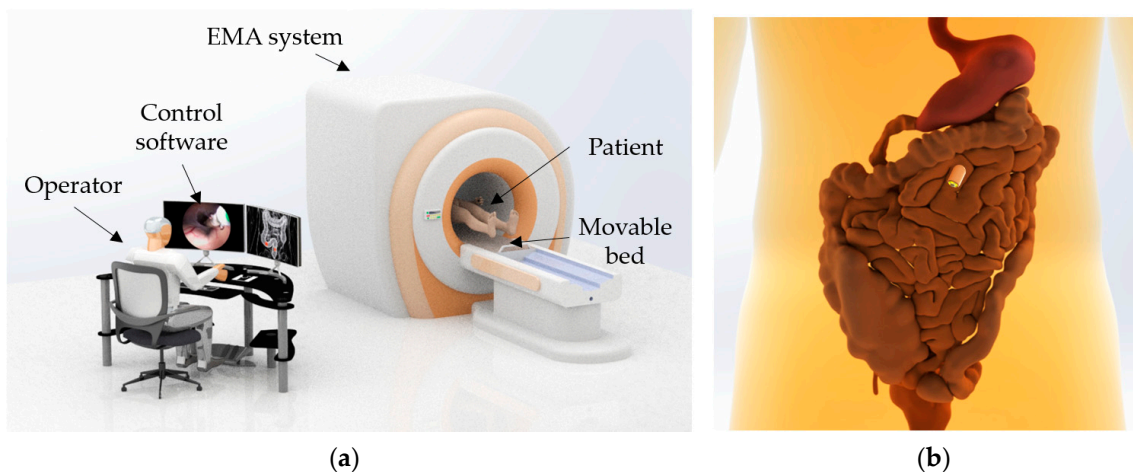 EMA system
Control
software
Patient
Operator
Movable
bed
(a)
(b)